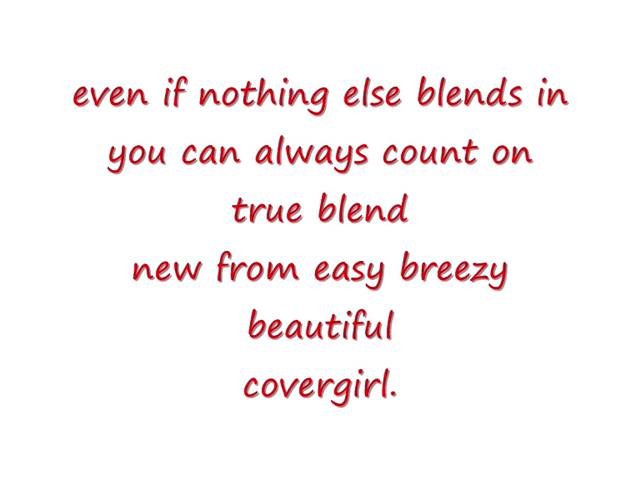 even if nothing else blends in
you can always count on
true blend
new from easy breezy
beautiful
covergirl.